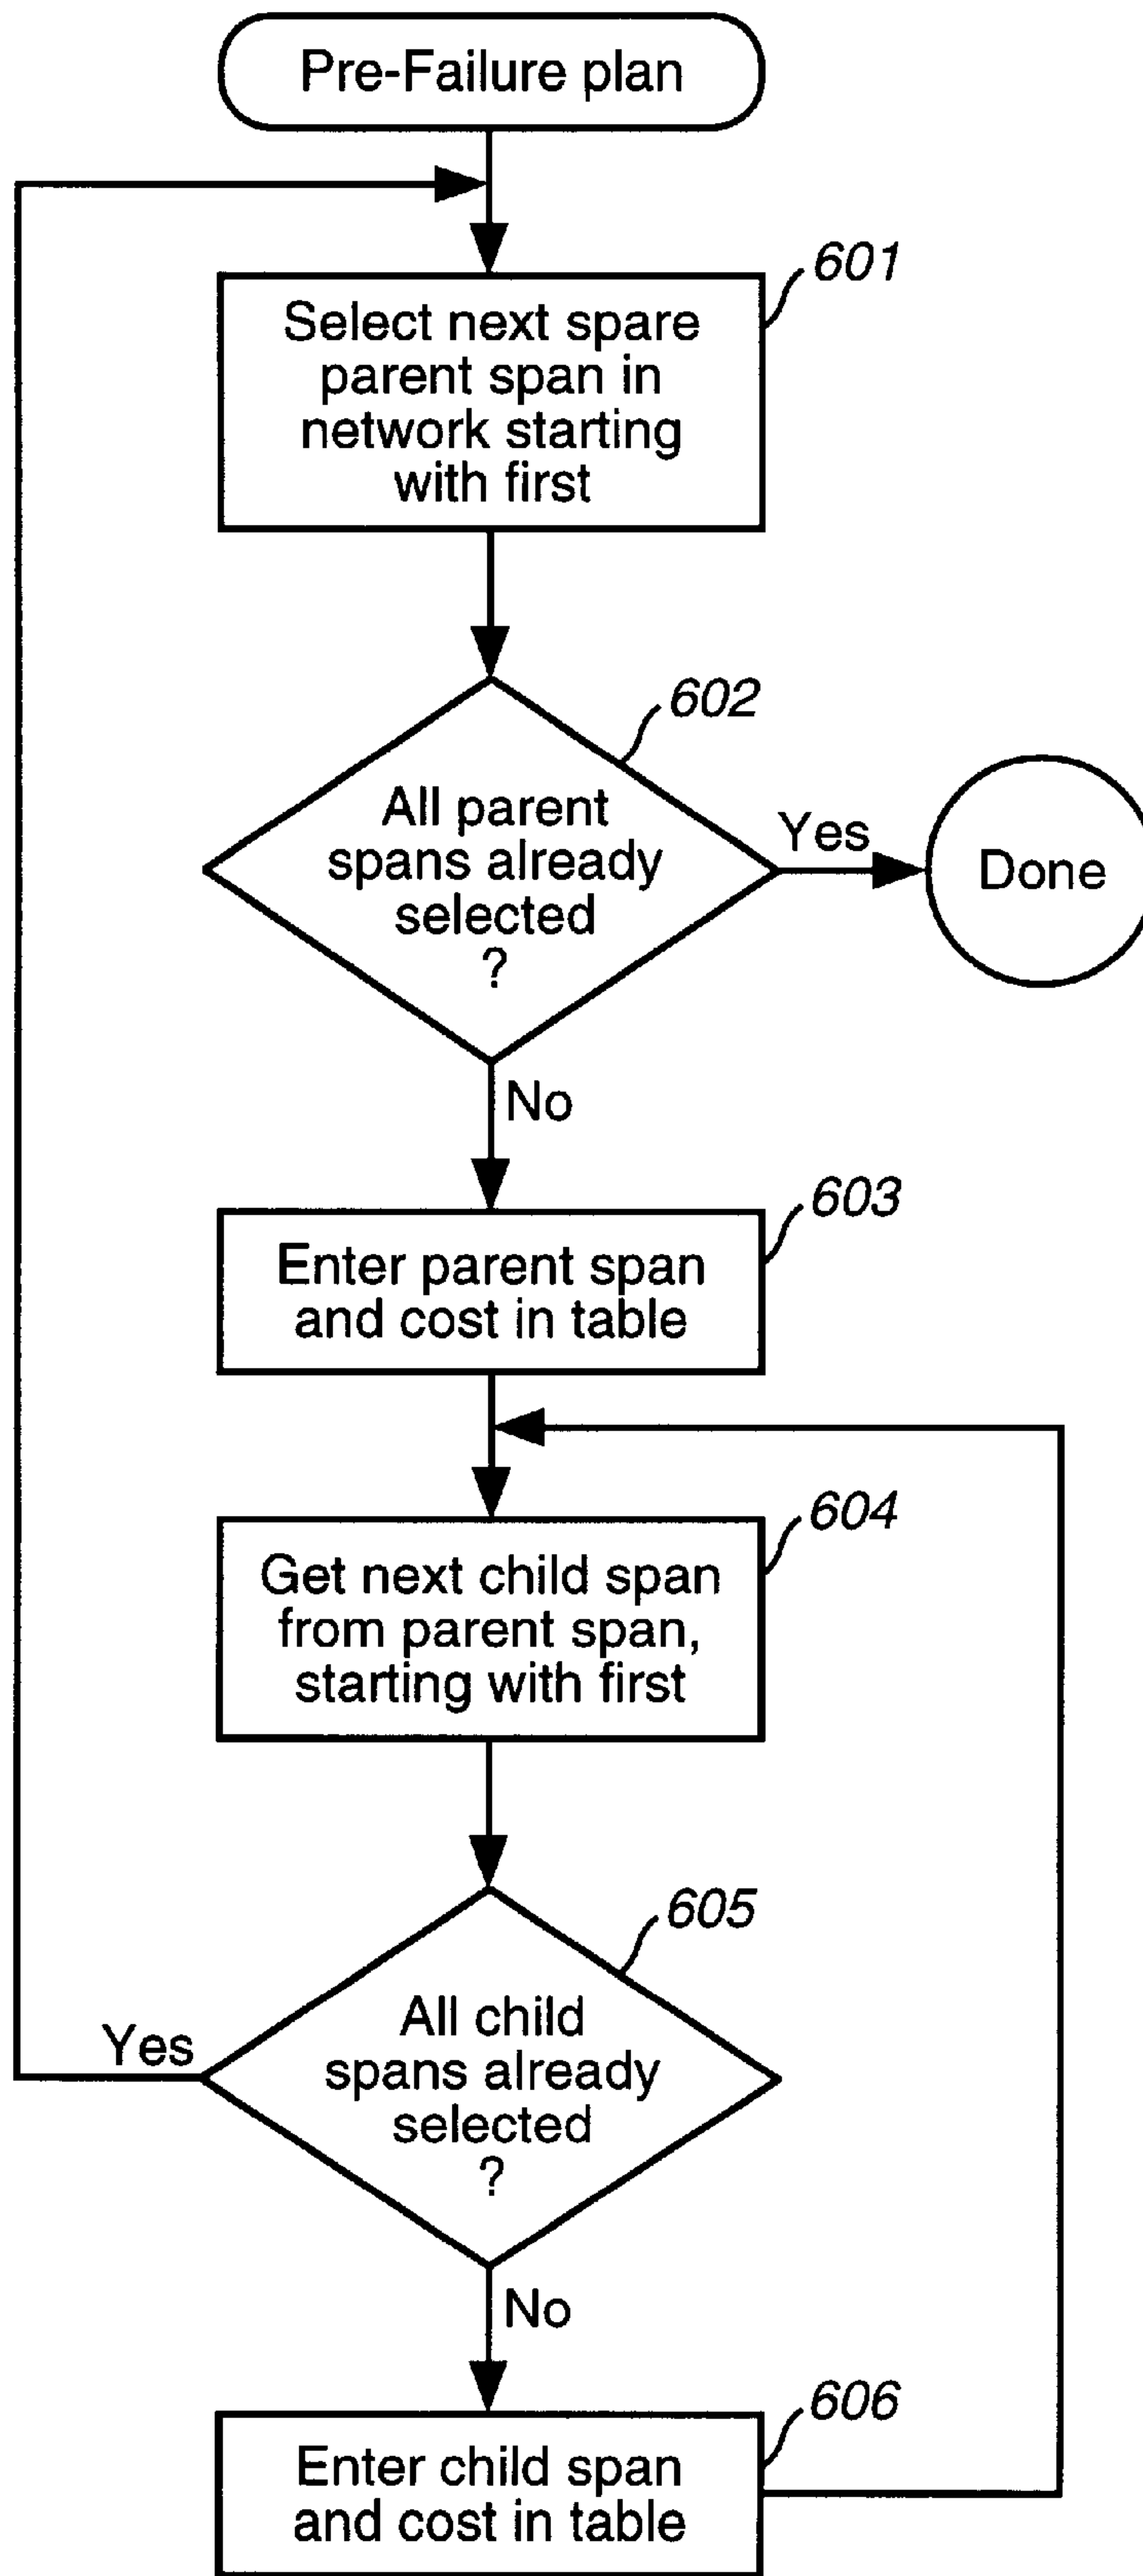 Pre-Failure plan
601
Select next spare
parent span in
network starting
with first
602
All parent
spans already
selected
?
Yes
Done
No
603
Enter parent span
and cost in table
604
Get next child span
from parent span,
starting with first
605
All child
spans already
selected
?
Yes
No
606
Enter child span
and cost in table